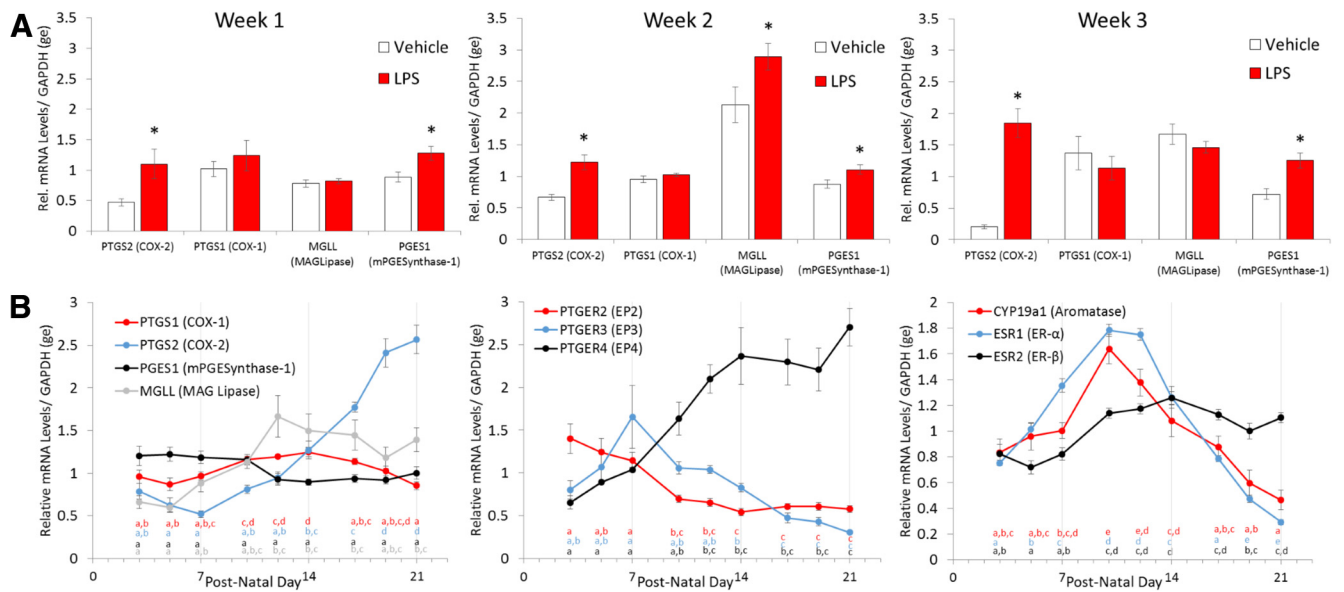 A
Week 1
Week 2
Week 3
Rel. mRNA Levels/ GAPDH (ge)
3.5
3
2.5
2
1.5
1
0.5
0
Vehicle
LPS
*
*
PTGS2 (COX-2)
PTGS1 (COX-1)
MGLL
(MAGLipase)
PGES1
(mPGESynthase-1)
Rel. mRNA Levels/ GAPDH (ge)
3.5
3
2.5
2
1.5
1
0.5
0
Vehicle
LPS
*
*
*
PTGS2 (COX-2)
PTGS1 (COX-1)
MGLL
(MAGLipase)
PGES1
(mPGESynthase-1)
Rel. mRNA Levels/ GAPDH (ge)
3.5
3
2.5
2
1.5
1
0.5
0
Vehicle
LPS
*
*
PTGS2 (COX-2)
PTGS1 (COX-1)
MGLL
(MAGLipase)
PGES1
(mPGESynthase-1)
B
Relative mRNA Levels/ GAPDH (ge)
3
2.5
2
1.5
1
0.5
0
PTGS1 (COX-1)
PTGS2 (COX-2)
PGES1 (mPGESynthase-1)
MGLL (MAG Lipase)
a,b a,b a,b,c c,d c,d d a,b,c a,b,c,d a
a,b a,b a a,b a,b b,c c d d
a a a a a a a a a
a a a,b b,c b,c b,c b,c b,c
0 7 14 21
Post-Natal Day
Relative mRNA Levels/ GAPDH (ge)
3
2.5
2
1.5
1
0.5
0
PTGER2 (EP2)
PTGER3 (EP3)
PTGER4 (EP4)
a a,b a b,c b,c c c c c
a,b a,b a a,b a,b b c c c
a a a a,b b,c b,c b,c b,c c
0 7 14 21
Post-Natal Day
Relative mRNA Levels/ GAPDH (ge)
2
1.8
1.6
1.4
1.2
1
0.8
0.6
0.4
0.2
0
CYP19a1 (Aromatase)
ESR1 (ER-α)
ESR2 (ER-β)
a,b,c a,b,c b,c,d e e,d c,d a,b,c a,b a
a b c d d c a e e
a,b a a,b c,d c,d d c,d b,c c,d
0 7 14 21
Post-Natal Day